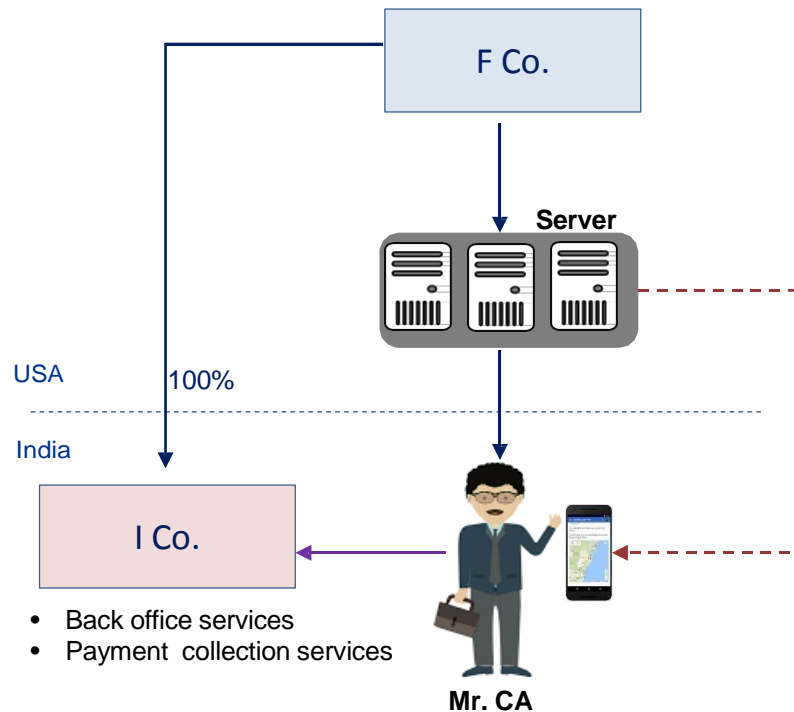 F Co.
Server
USA
100%
India
I Co.
• Back office services
• Payment collection services
Mr. CA